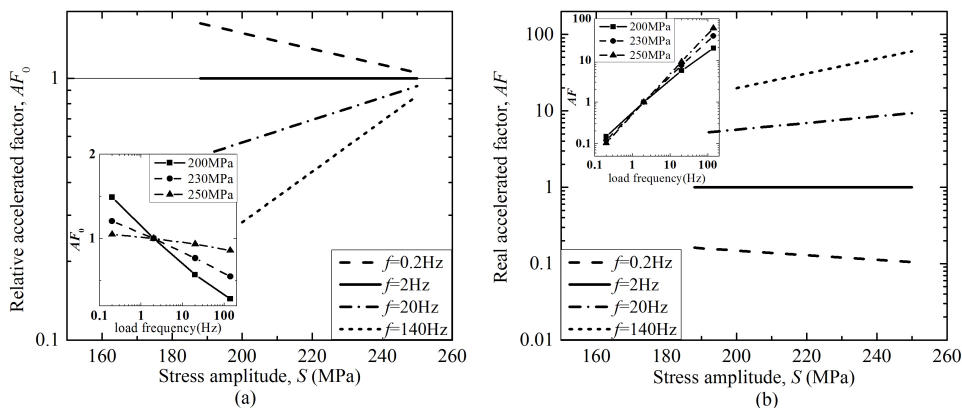 Relative accelerated factor, AF₀
1
0.1
160 180 200 220 240 260
Stress amplitude, S (MPa)
(a)
f=0.2Hz
f=2Hz
f=20Hz
f=140Hz
AF₀
2
1
0.1 1 10 100
load frequency(Hz)
200MPa
230MPa
250MPa
Real accelerated factor, AF
100
10
1
0.1
0.01
160 180 200 220 240 260
Stress amplitude, S (MPa)
(b)
f=0.2Hz
f=2Hz
f=20Hz
f=140Hz
AF
100
10
1
0.1
0.1 1 10 100
load frequency(Hz)
200MPa
230MPa
250MPa